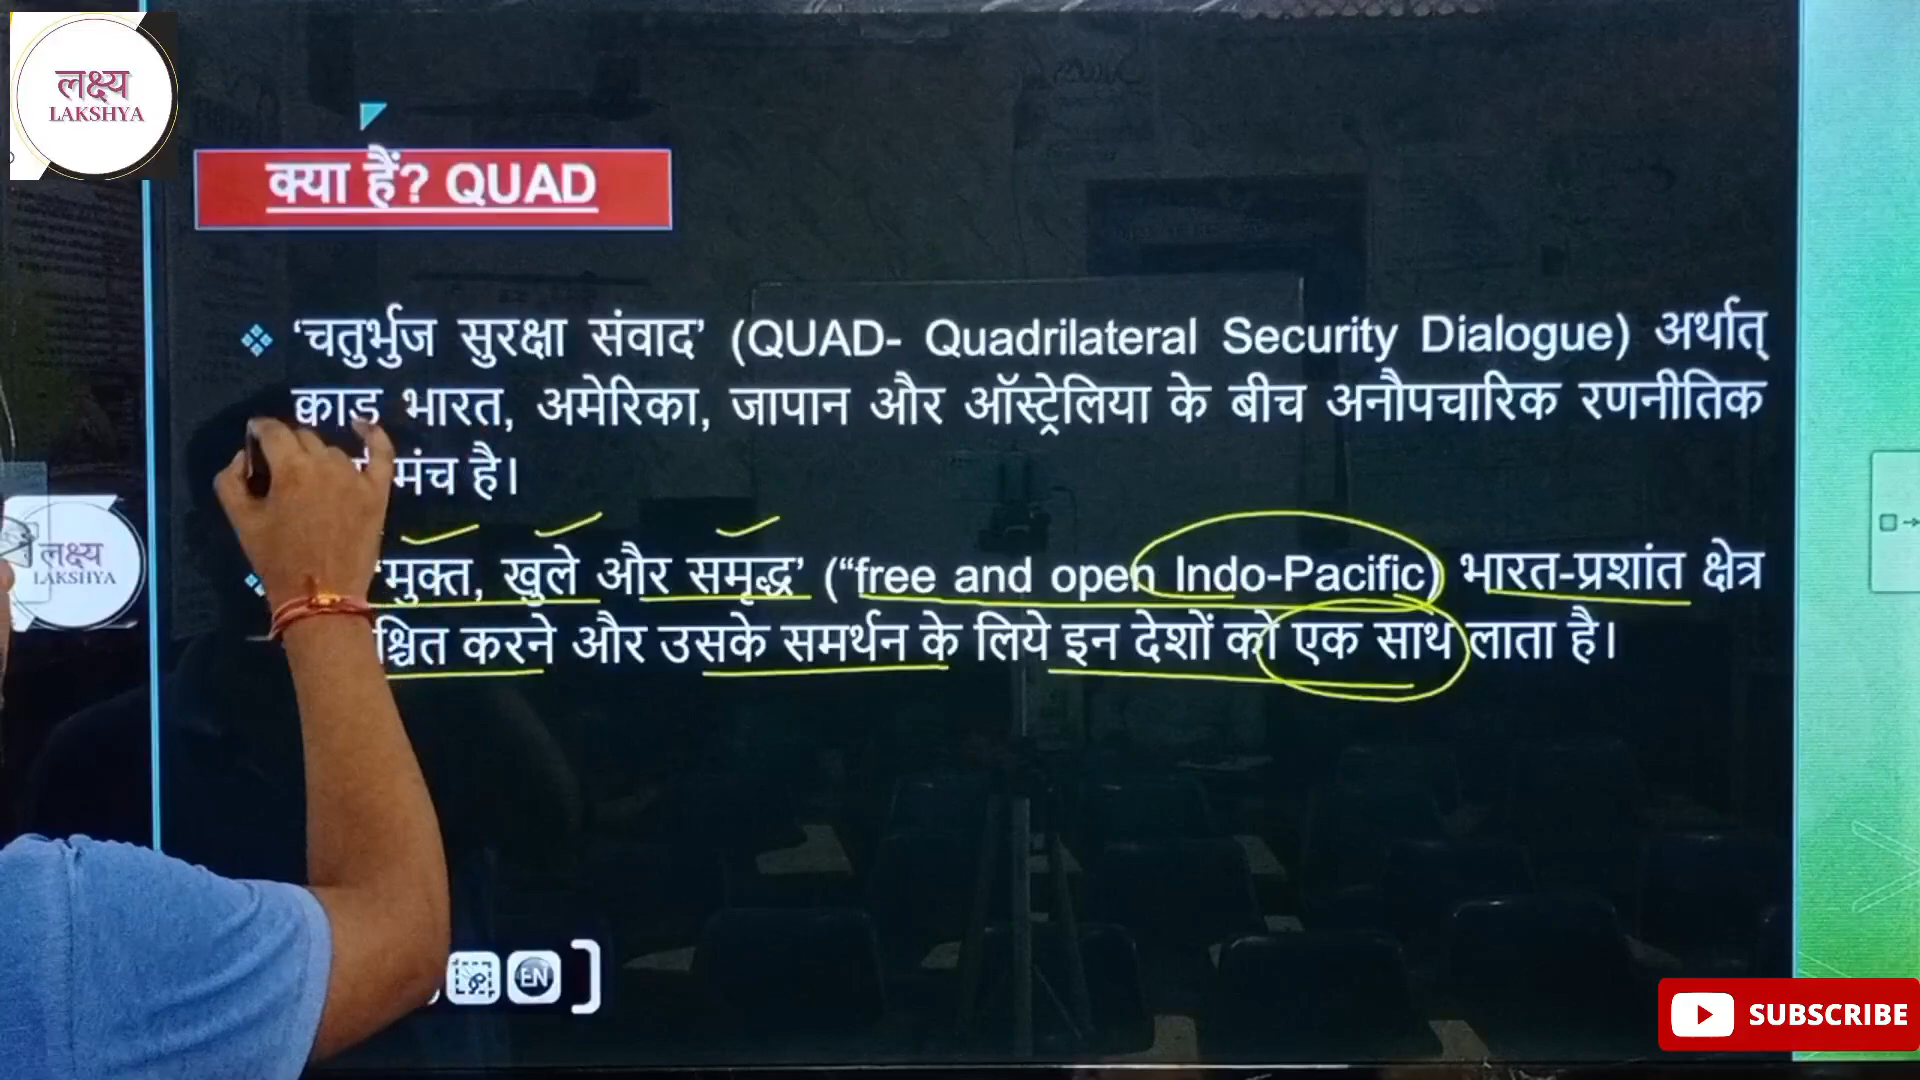 लक्ष्य
LAKSHYA
क्या हैं? QUAD
‘चतुर्भुज सुरक्षा संवाद’ (QUAD- Quadrilateral Security Dialogue) अर्थात्
क्वाड भारत, अमेरिका, जापान और ऑस्ट्रेलिया के बीच अनौपचारिक रणनीतिक
मंच है।
‘मुक्त, खुले और समृद्ध’ (“free and open Indo-Pacific) भारत-प्रशांत क्षेत्र
श्चित करने और उसके समर्थन के लिये इन देशों को एक साथ लाता है।
लक्ष्य
LAKSHYA
EN
SUBSCRIBE